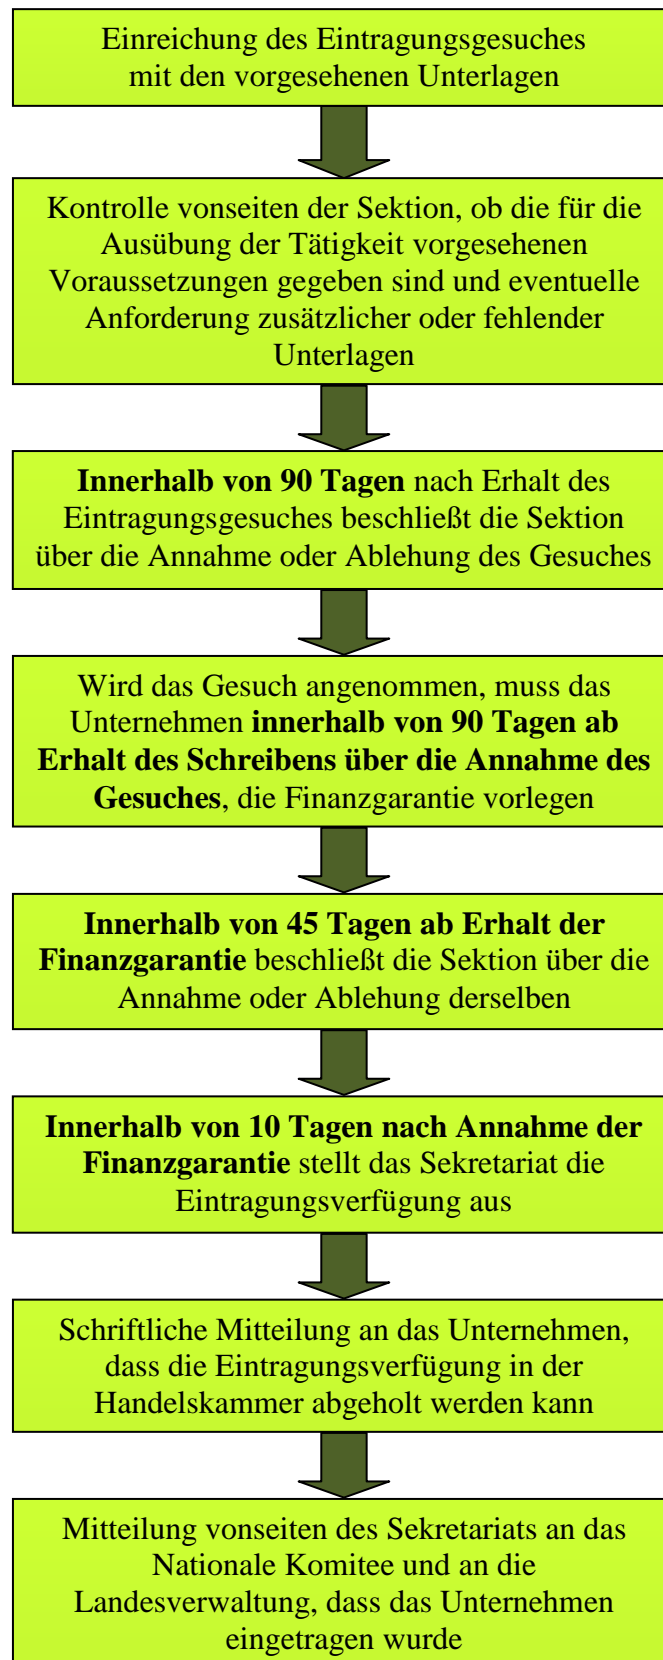 Einreichung des Eintragungsgesuches
mit den vorgesehenen Unterlagen
Kontrolle vonseiten der Sektion, ob die für die
Ausübung der Tätigkeit vorgesehenen
Voraussetzungen gegeben sind und eventuelle
Anforderung zusätzlicher oder fehlender
Unterlagen
Innerhalb von 90 Tagen nach Erhalt des
Eintragungsgesuches beschließt die Sektion
über die Annahme oder Ablehung des Gesuches
Wird das Gesuch angenommen, muss das
Unternehmen innerhalb von 90 Tagen ab
Erhalt des Schreibens über die Annahme des
Gesuches, die Finanzgarantie vorlegen
Innerhalb von 45 Tagen ab Erhalt der
Finanzgarantie beschließt die Sektion über die
Annahme oder Ablehung derselben
Innerhalb von 10 Tagen nach Annahme der
Finanzgarantie stellt das Sekretariat die
Eintragungsverfügung aus
Schriftliche Mitteilung an das Unternehmen,
dass die Eintragungsverfügung in der
Handelskammer abgeholt werden kann
Mitteilung vonseiten des Sekretariats an das
Nationale Komitee und an die
Landesverwaltung, dass das Unternehmen
eingetragen wurde